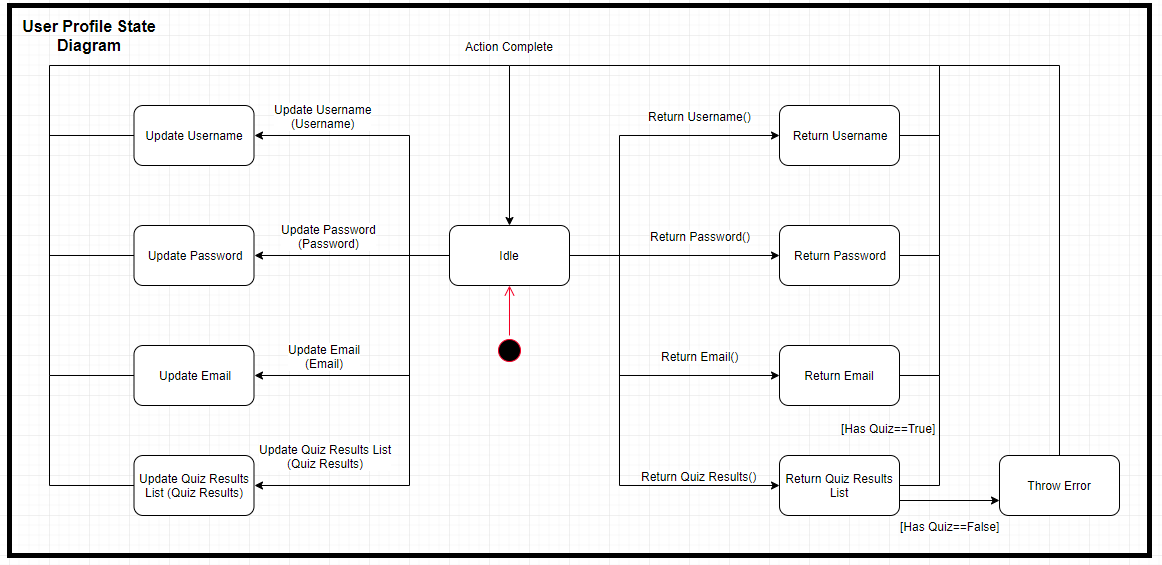 User Profile State
Diagram
Action Complete
Update Username
(Username)
Update Username
Return Username()
Return Username
Update Password
(Password)
Update Password
Idle
Return Password()
Return Password
Update Email
(Email)
Update Email
Return Email()
Return Email
[Has Quiz==True]
Update Quiz Results List
(Quiz Results)
Update Quiz Results
List (Quiz Results)
Return Quiz Results()
Return Quiz Results
List
Throw Error
[Has Quiz==False]